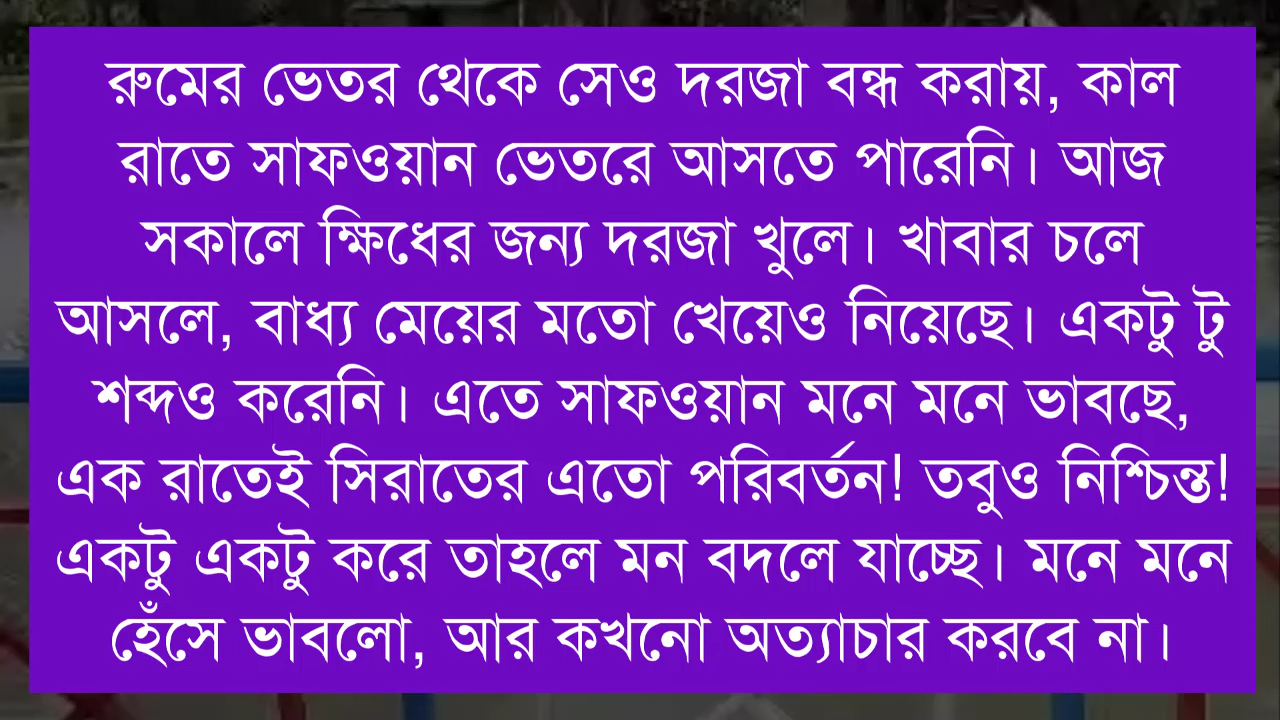 রুমের ভেতর থেকে সেও দরজা বন্ধ করায়, কাল
রাতে সাফওয়ান ভেতরে আসতে পারেনি। আজ
সকালে ক্ষিধের জন্য দরজা খুলে। খাবার চলে
আসলে, বাধ্য মেয়ের মতো খেয়েও নিয়েছে। একটু টু
শব্দও করেনি। এতে সাফওয়ান মনে মনে ভাবছে,
এক রাতেই সিরাতের এতো পরিবর্তন! তবুও নিশ্চিন্ত!
একটু একটু করে তাহলে মন বদলে যাচ্ছে। মনে মনে
হেঁসে ভাবলো, আর কখনো অত্যাচার করবে না।